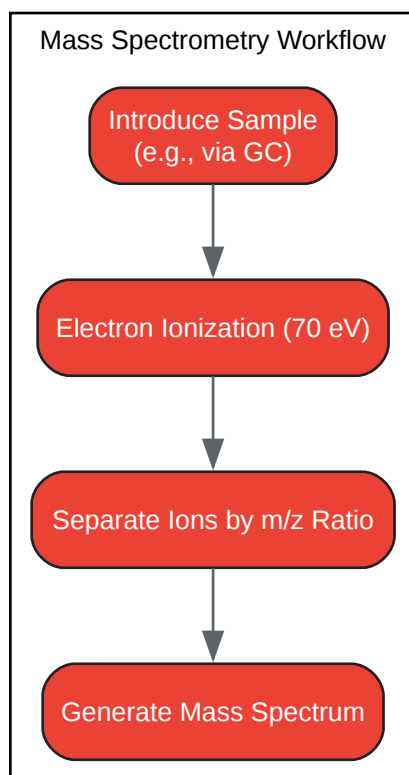 Mass Spectrometry Workflow
Introduce Sample
(e.g., via GC)
Electron Ionization (70 eV)
Separate Ions by m/z Ratio
Generate Mass Spectrum